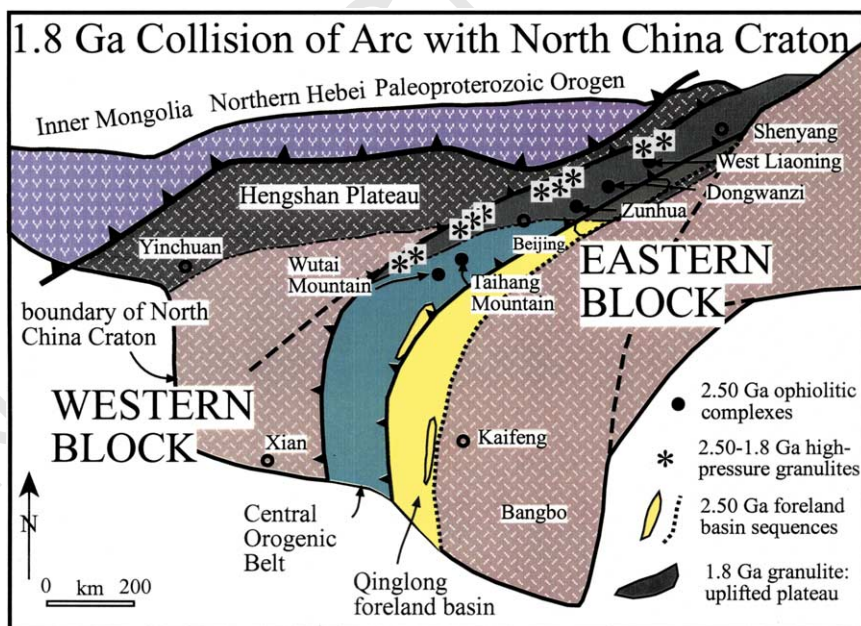 1.8 Ga Collision of Arc with North China Craton
Inner Mongolia Northern Hebei Paleoproterozoic Orogen
Shenyang
West Liaoning
Hengshan Plateau
Dongwanzi
Zunhua
Yinchuan
Beijing
Wutai
Mountain
Taihang
Mountain
EASTERN
BLOCK
boundary of North
China Craton
WESTERN
BLOCK
Xian
Kaifeng
Bangbo
Central
Orogenic
Belt
Qinglong
foreland basin
N
0 km 200
2.50 Ga ophiolitic
complexes
2.50-1.8 Ga high-
pressure granulites
2.50 Ga foreland
basin sequences
1.8 Ga granulite:
uplifted plateau